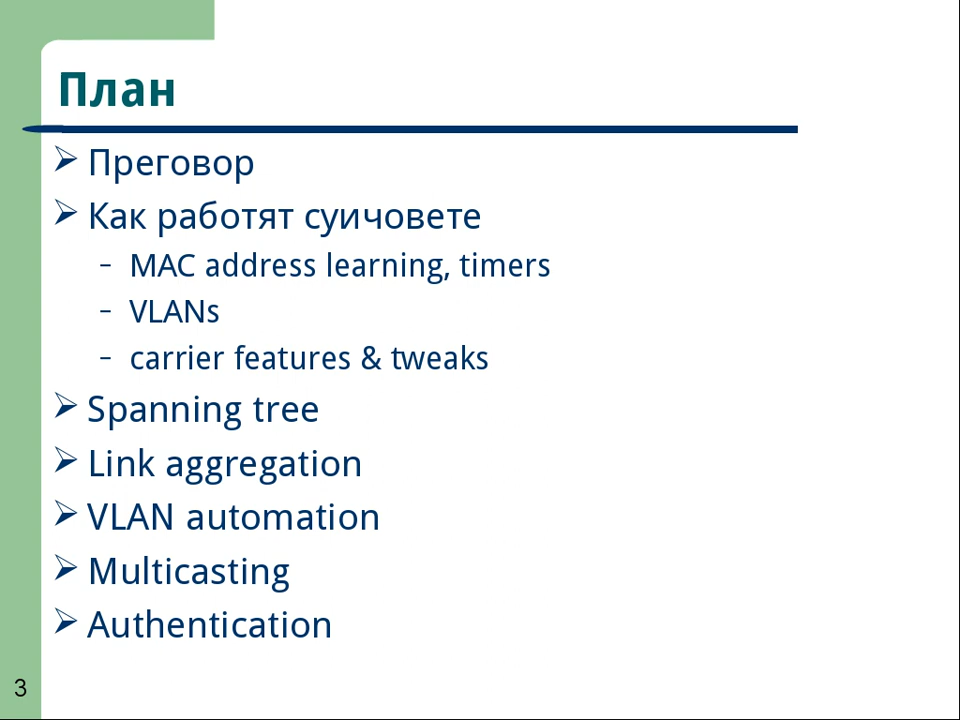 План
Преговор
Как работят суичовете
– MAC address learning, timers
– VLANs
– carrier features & tweaks
Spanning tree
Link aggregation
VLAN automation
Multicasting
Authentication
3